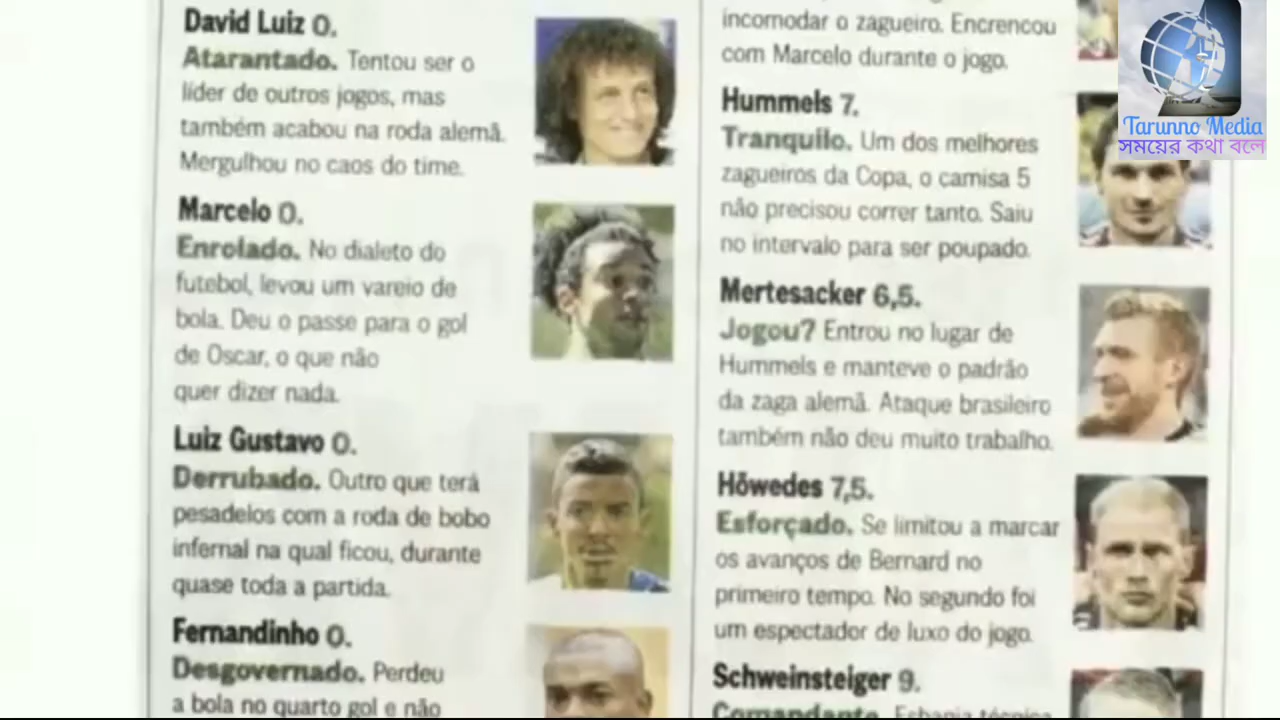 David Luiz 0.
Atarantado. Tentou ser o
líder de outros jogos, mas
também acabou na roda alemã.
Mergulhou no caos do time.
Marcelo 0.
Enrolado. No dialeto do
futebol, levou um vareio de
bola. Deu o passe para o gol
de Oscar, o que não
quer dizer nada.
Luiz Gustavo 0.
Derrubado. Outro que terá
pesadelos com a roda de bobo
infernal na qual ficou, durante
quase toda a partida.
Fernandinho 0.
Desgovernado. Perdeu
a bola no quarto gol e não
incomodar o zagueiro. Encrencou
com Marcelo durante o jogo.
Hummels 7.
Tranquilo. Um dos melhores
zagueiros da Copa, o camisa 5
não precisou correr tanto. Saiu
no intervalo para ser poupado.
Mertesacker 6,5.
Jogou? Entrou no lugar de
Hummels e manteve o padrão
da zaga alemã. Ataque brasileiro
também não deu muito trabalho.
Höwedes 7,5.
Esforçado. Se limitou a marcar
os avanços de Bernard no
primeiro tempo. No segundo foi
um espectador de luxo do jogo.
Schweinsteiger 9.
Comandante. Esbanja técnica
Tarunno Media
সময়ের কথা বলে